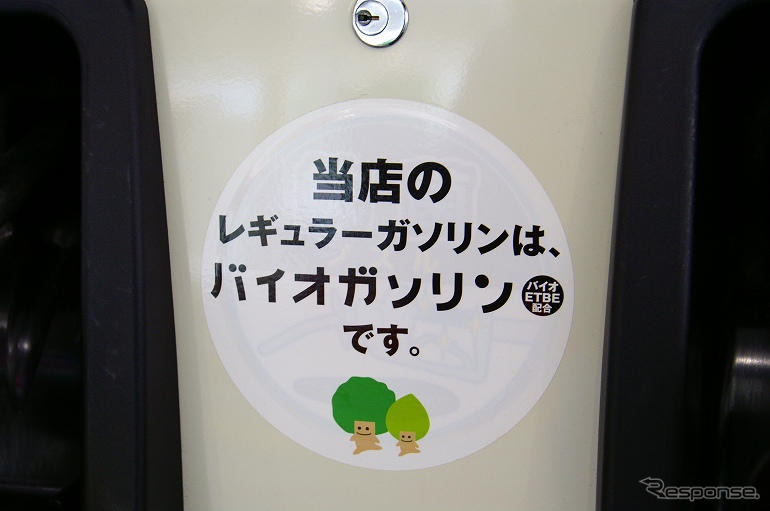 当店の
レギュラーガソリンは、
バイオガソリン
バイオ
ETBE
配合
です。
Response.